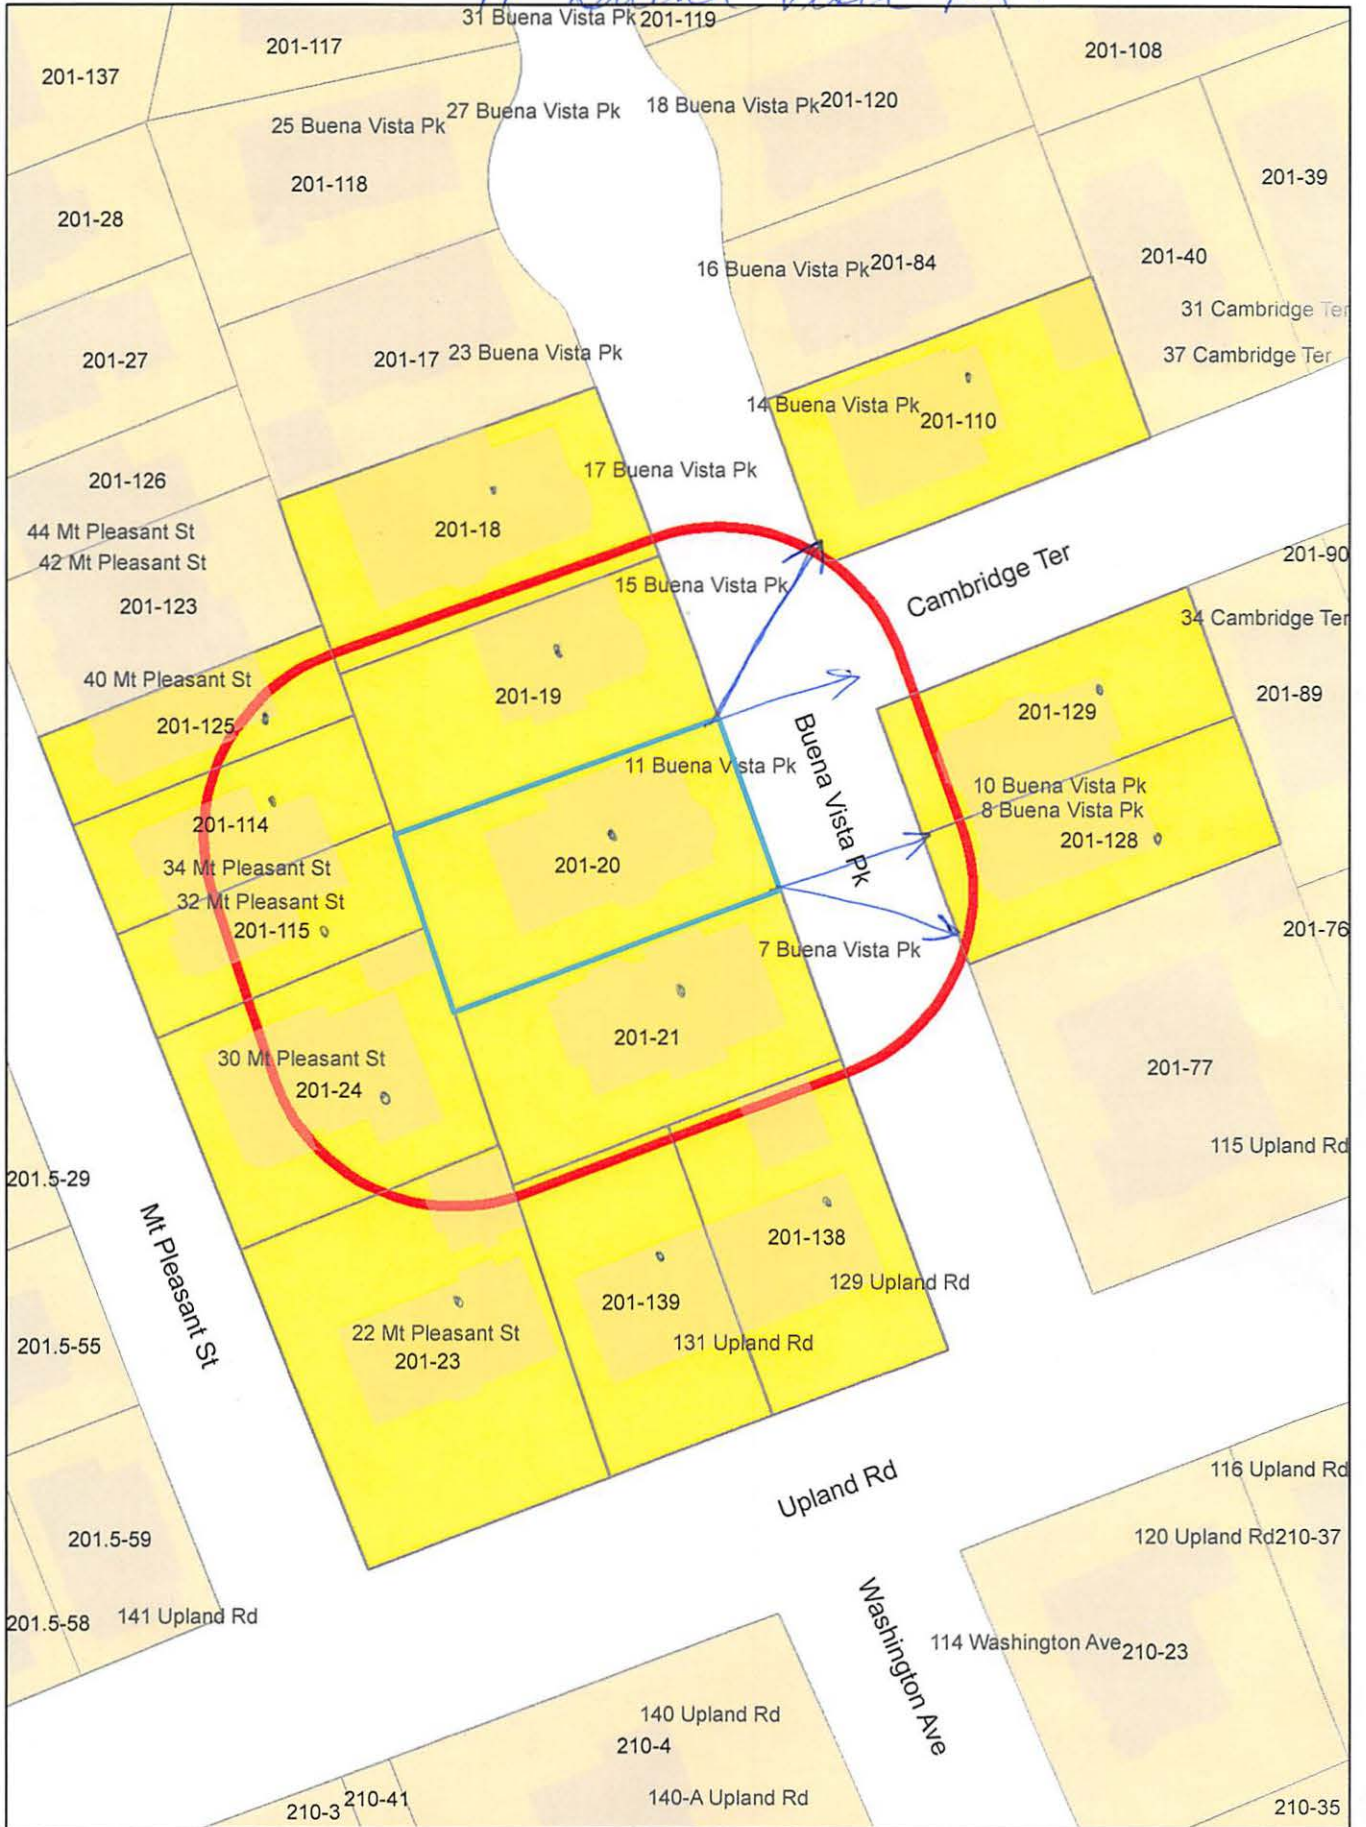 31 Buena Vista Pk 201-119
201-117
201-108
201-137
25 Buena Vista Pk
27 Buena Vista Pk
18 Buena Vista Pk 201-120
201-118
201-39
201-28
201-40
16 Buena Vista Pk 201-84
31 Cambridge Ter
37 Cambridge Ter
201-27
201-17 23 Buena Vista Pk
14 Buena Vista Pk
201-110
201-126
17 Buena Vista Pk
44 Mt Pleasant St
42 Mt Pleasant St
201-18
201-90
Cambridge Ter
15 Buena Vista Pk
201-123
34 Cambridge Ter
40 Mt Pleasant St
201-125
201-19
201-129
201-89
Buena Vista Pk
11 Buena Vista Pk
10 Buena Vista Pk
8 Buena Vista Pk
201-114
201-128
34 Mt Pleasant St
201-20
32 Mt Pleasant St
201-115
201-76
7 Buena Vista Pk
201-21
30 Mt Pleasant St
201-24
201-77
115 Upland Rd
201.5-29
Mt Pleasant St
201-138
129 Upland Rd
201-139
22 Mt Pleasant St
201-23
131 Upland Rd
201.5-55
116 Upland Rd
Upland Rd
201.5-59
120 Upland Rd 210-37
201.5-58
141 Upland Rd
Washington Ave
114 Washington Ave 210-23
140 Upland Rd
210-4
140-A Upland Rd
210-3
210-41
210-35